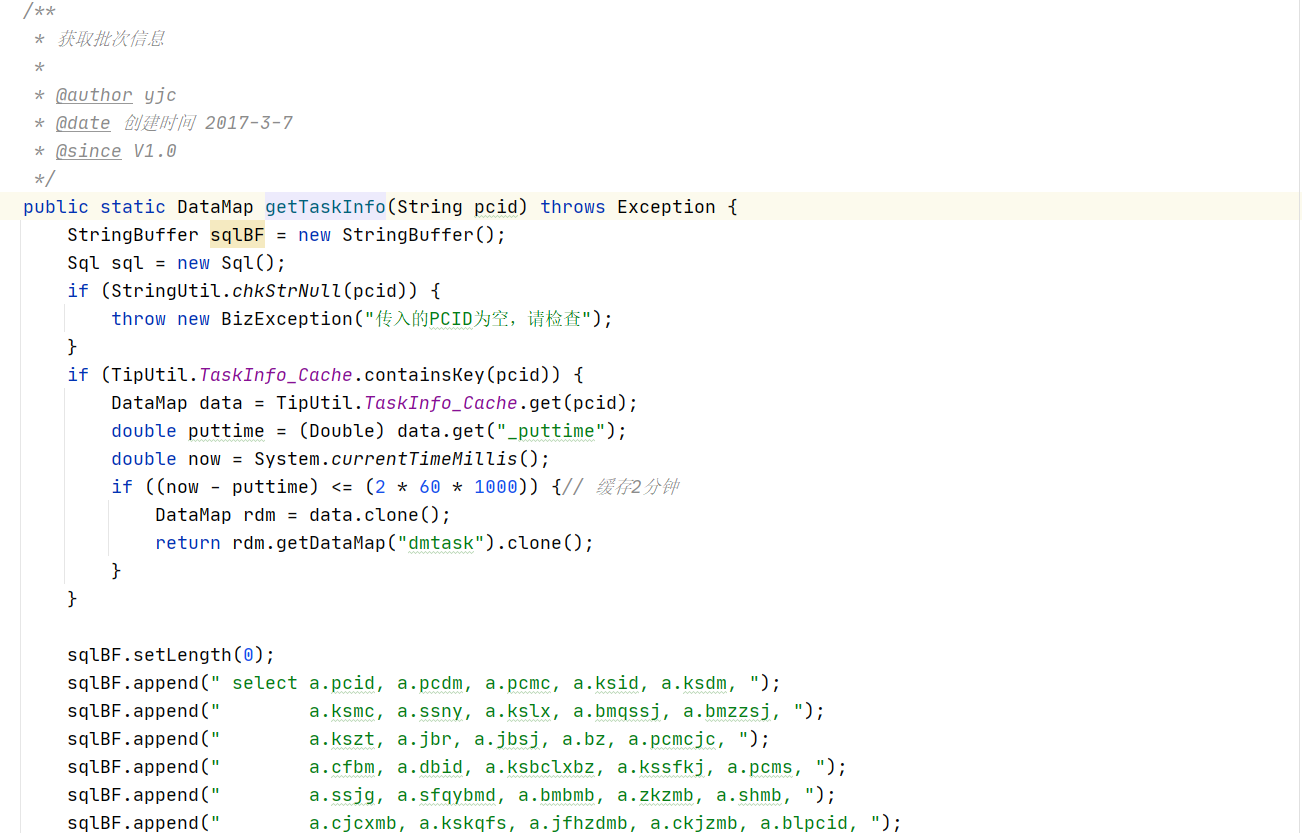 /**
 * 获取批次信息
 *
 * @author yjc
 * @date 创建时间 2017-3-7
 * @since V1.0
 */
public static DataMap getTaskInfo(String pcid) throws Exception {
    StringBuffer sqlBF = new StringBuffer();
    Sql sql = new Sql();
    if (StringUtil.chkStrNull(pcid)) {
        throw new BizException("传入的PCID为空，请检查");
    }
    if (TipUtil.TaskInfo_Cache.containsKey(pcid)) {
        DataMap data = TipUtil.TaskInfo_Cache.get(pcid);
        double puttime = (Double) data.get("_puttime");
        double now = System.currentTimeMillis();
        if ((now - puttime) <= (2 * 60 * 1000)) {// 缓存2分钟
            DataMap rdm = data.clone();
            return rdm.getDataMap("dmtask").clone();
        }
    }

    sqlBF.setLength(0);
    sqlBF.append(" select a.pcid, a.pcdm, a.pcmc, a.ksid, a.ksdm, ");
    sqlBF.append("        a.ksmc, a.ssny, a.kslx, a.bmqssj, a.bmzzsj, ");
    sqlBF.append("        a.kszt, a.jbr, a.jbsj, a.bz, a.pcmcjc, ");
    sqlBF.append("        a.cfbm, a.dbid, a.ksbclxbz, a.kssfkj, a.pcms, ");
    sqlBF.append("        a.ssjg, a.sfqybmd, a.bmbmb, a.zkzmb, a.shmb, ");
    sqlBF.append("        a.cjcxmb, a.kskqfs, a.jfhzdmb, a.ckjzmb, a.blpcid, ");